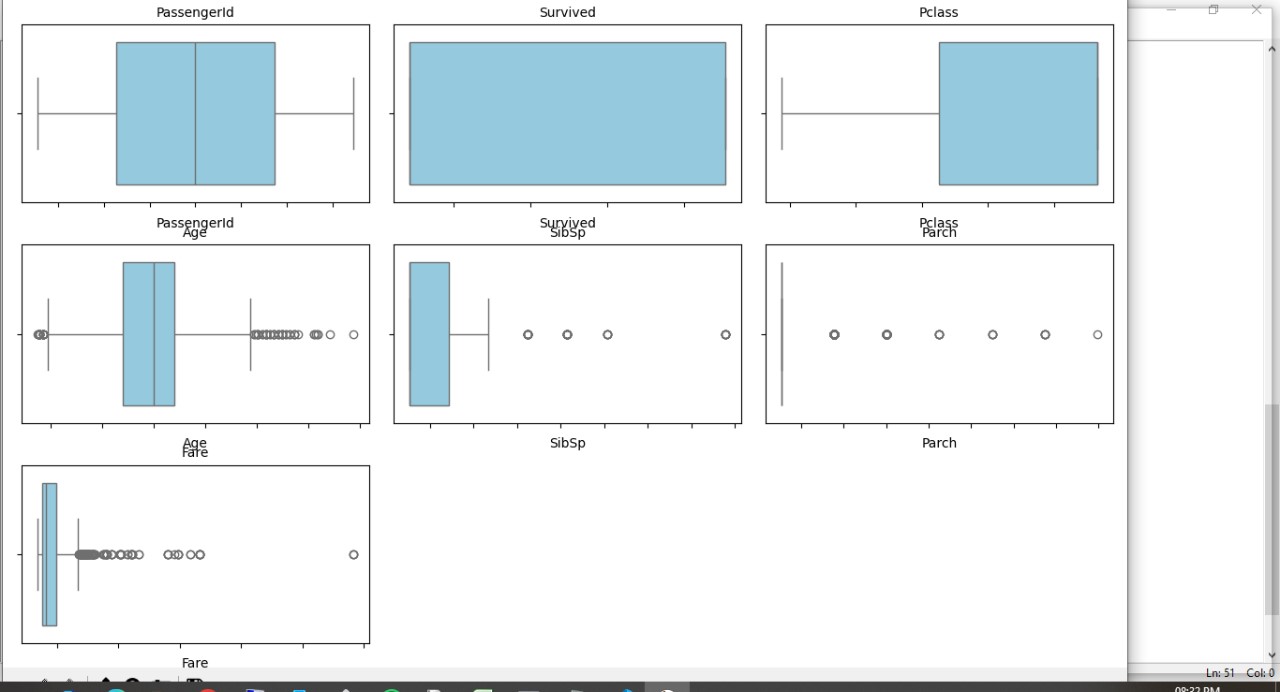 PassengerId Survived Pclass
PassengerId Survived Pclass
Age SibSp Parch
Age SibSp Parch
Fare
Fare
Ln: 51 Col: 0
08:32 PM